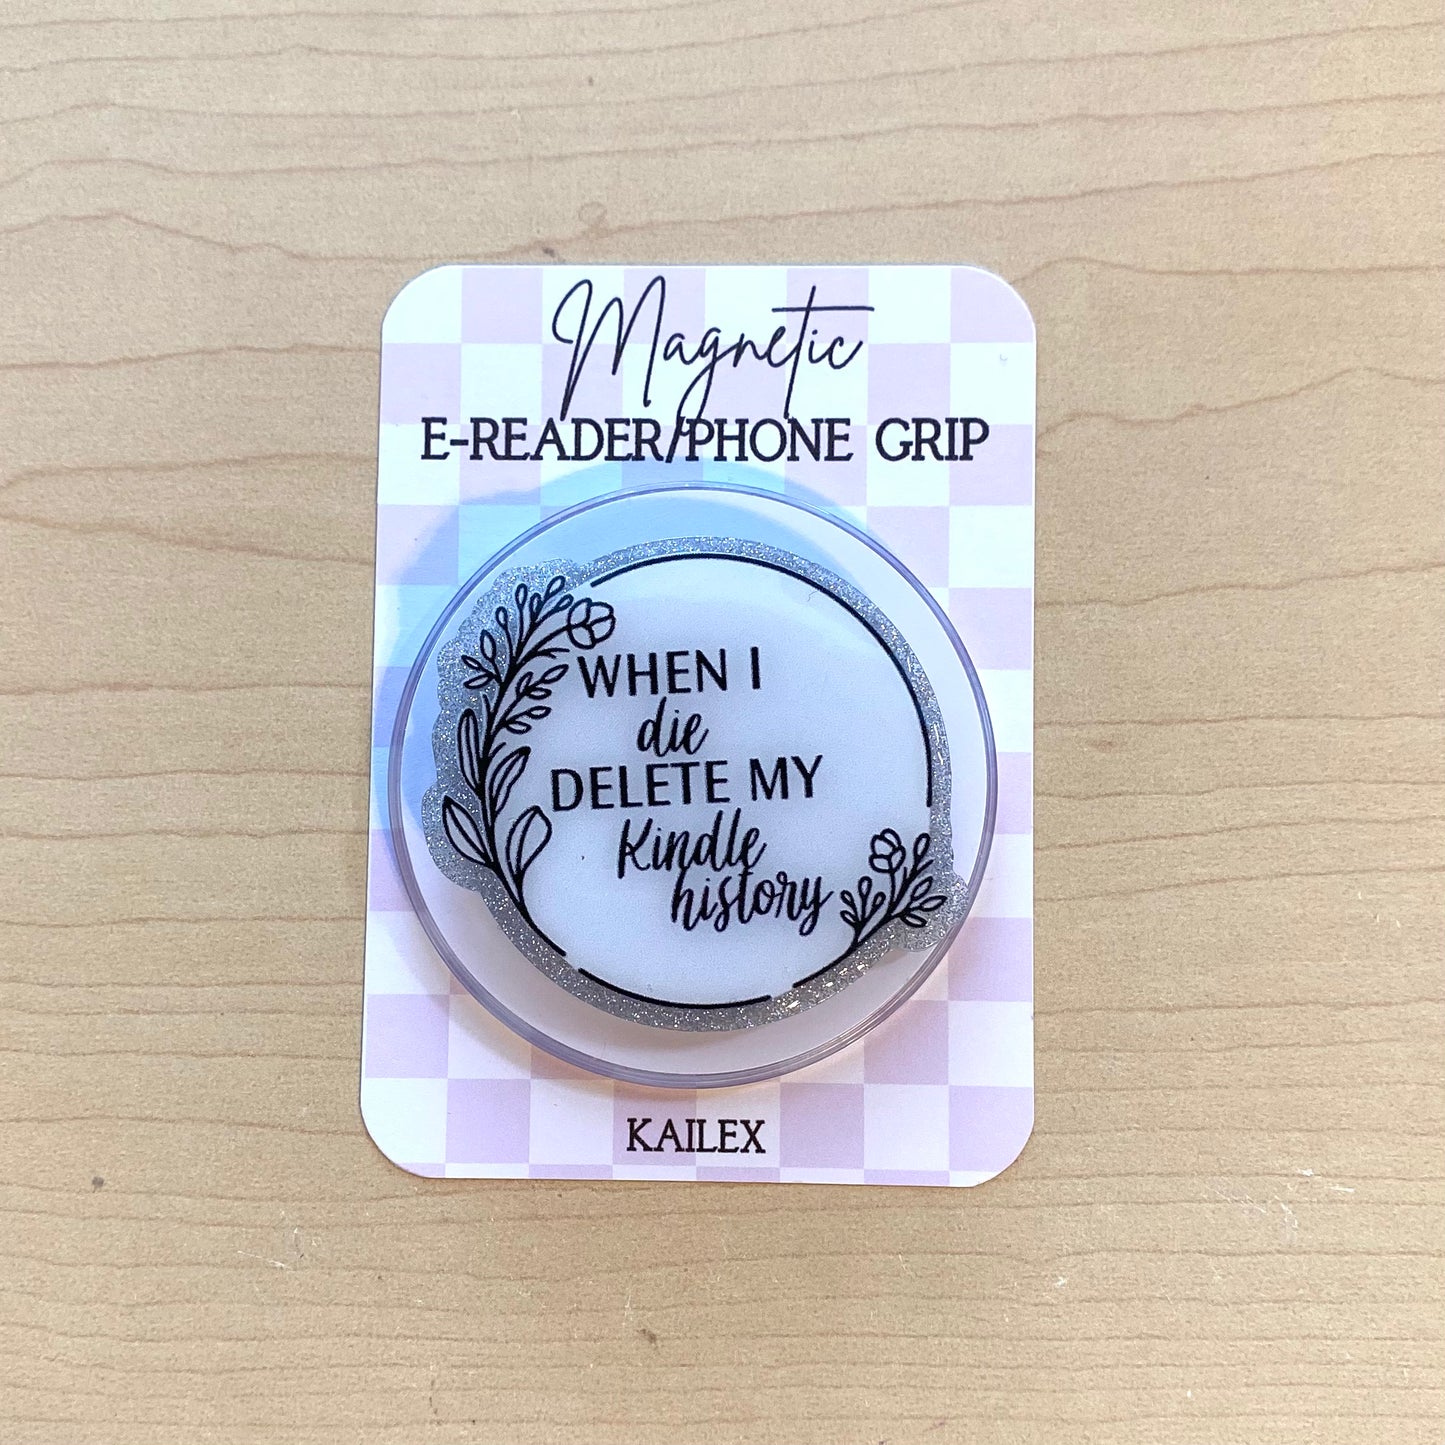 Magnetic
E-READER/PHONE GRIP
WHEN I
die
DELETE MY
Kindle
history
KAILEX